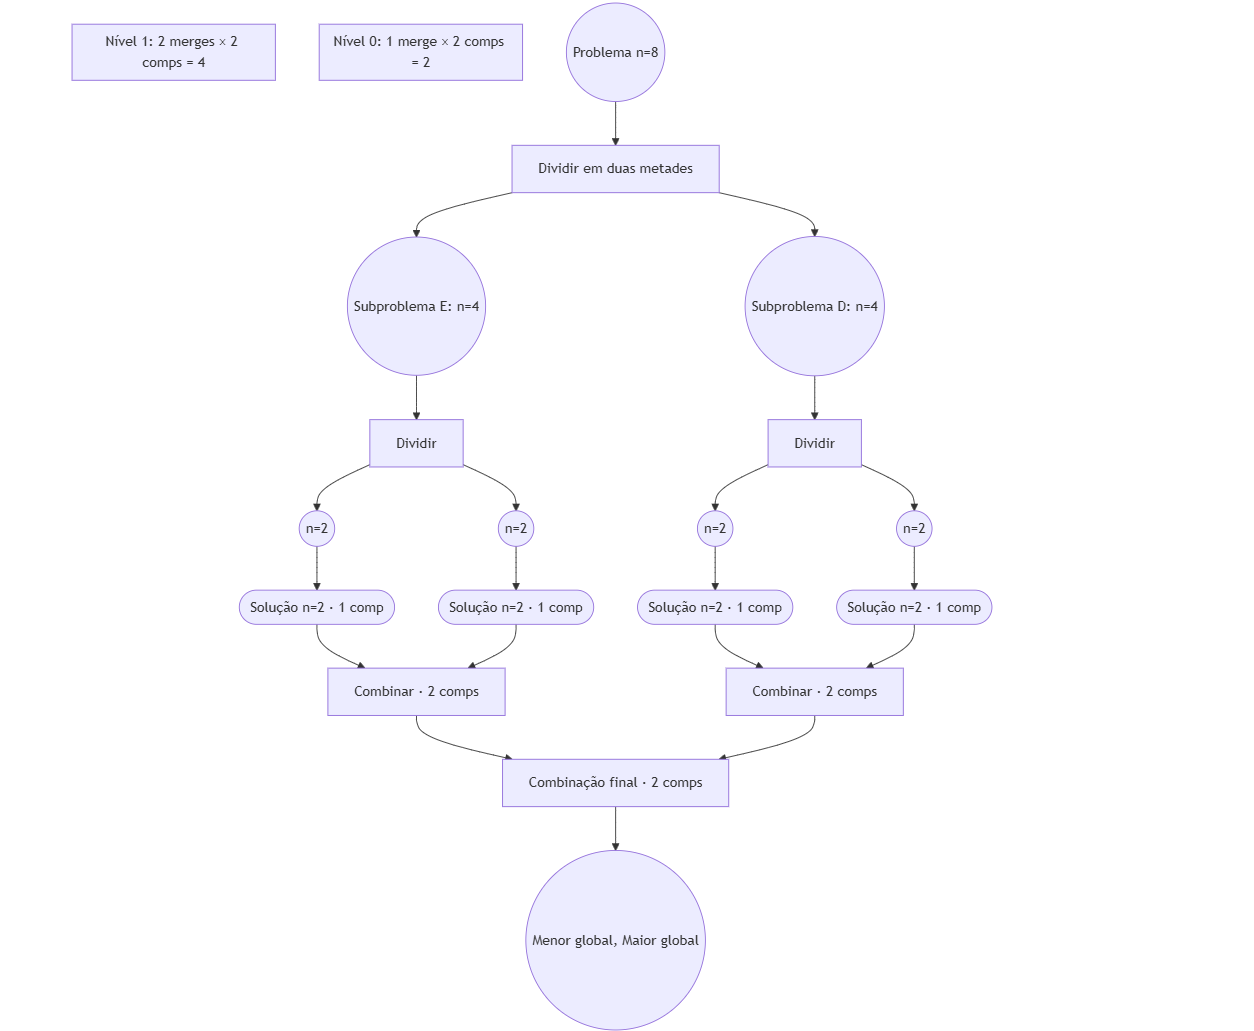 Nível 1: 2 merges × 2
comps = 4
Nível 0: 1 merge × 2 comps
= 2
Problema n=8
Dividir em duas metades
Subproblema E: n=4
Subproblema D: n=4
Dividir
Dividir
n=2
n=2
n=2
n=2
Solução n=2 · 1 comp
Solução n=2 · 1 comp
Solução n=2 · 1 comp
Solução n=2 · 1 comp
Combinar · 2 comps
Combinar · 2 comps
Combinação final · 2 comps
Menor global, Maior global